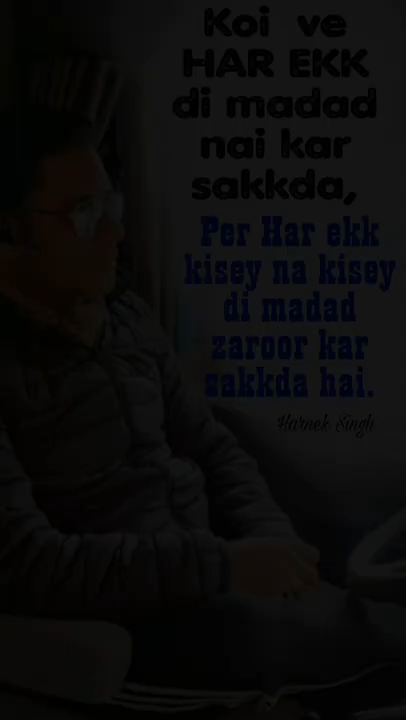 Koi ve
HAR EKK
di madad
nai kar
sakkda,
Per Har ekk
kisey na kisey
di madad
zaroor kar
sakkda hai.
Harnek Singh